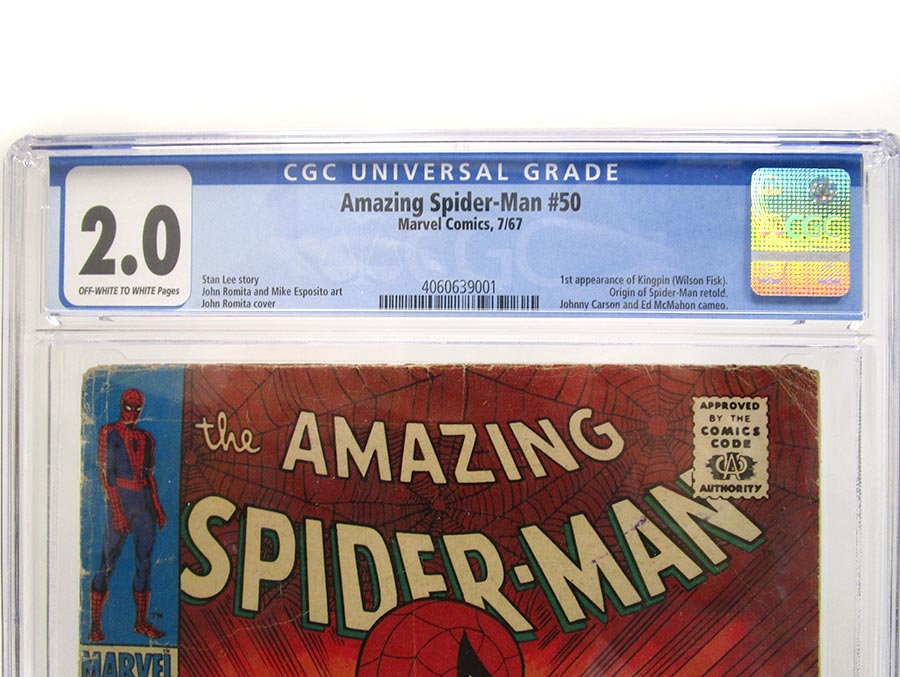 CGC UNIVERSAL GRADE
Amazing Spider-Man #50
Marvel Comics, 7/67
2.0
OFF-WHITE TO WHITE Pages
Stan Lee story
John Romita and Mike Esposito art
John Romita cover
4060639001
1st appearance of Kingpin (Wilson Fisk).
Origin of Spider-Man retold.
Johnny Carson and Ed McMahon cameo.
CGC
CGC
the AMAZING
SPIDER-MAN
APPROVED
BY THE
COMICS
CODE
CA
AUTHORITY
TM
MARVEL